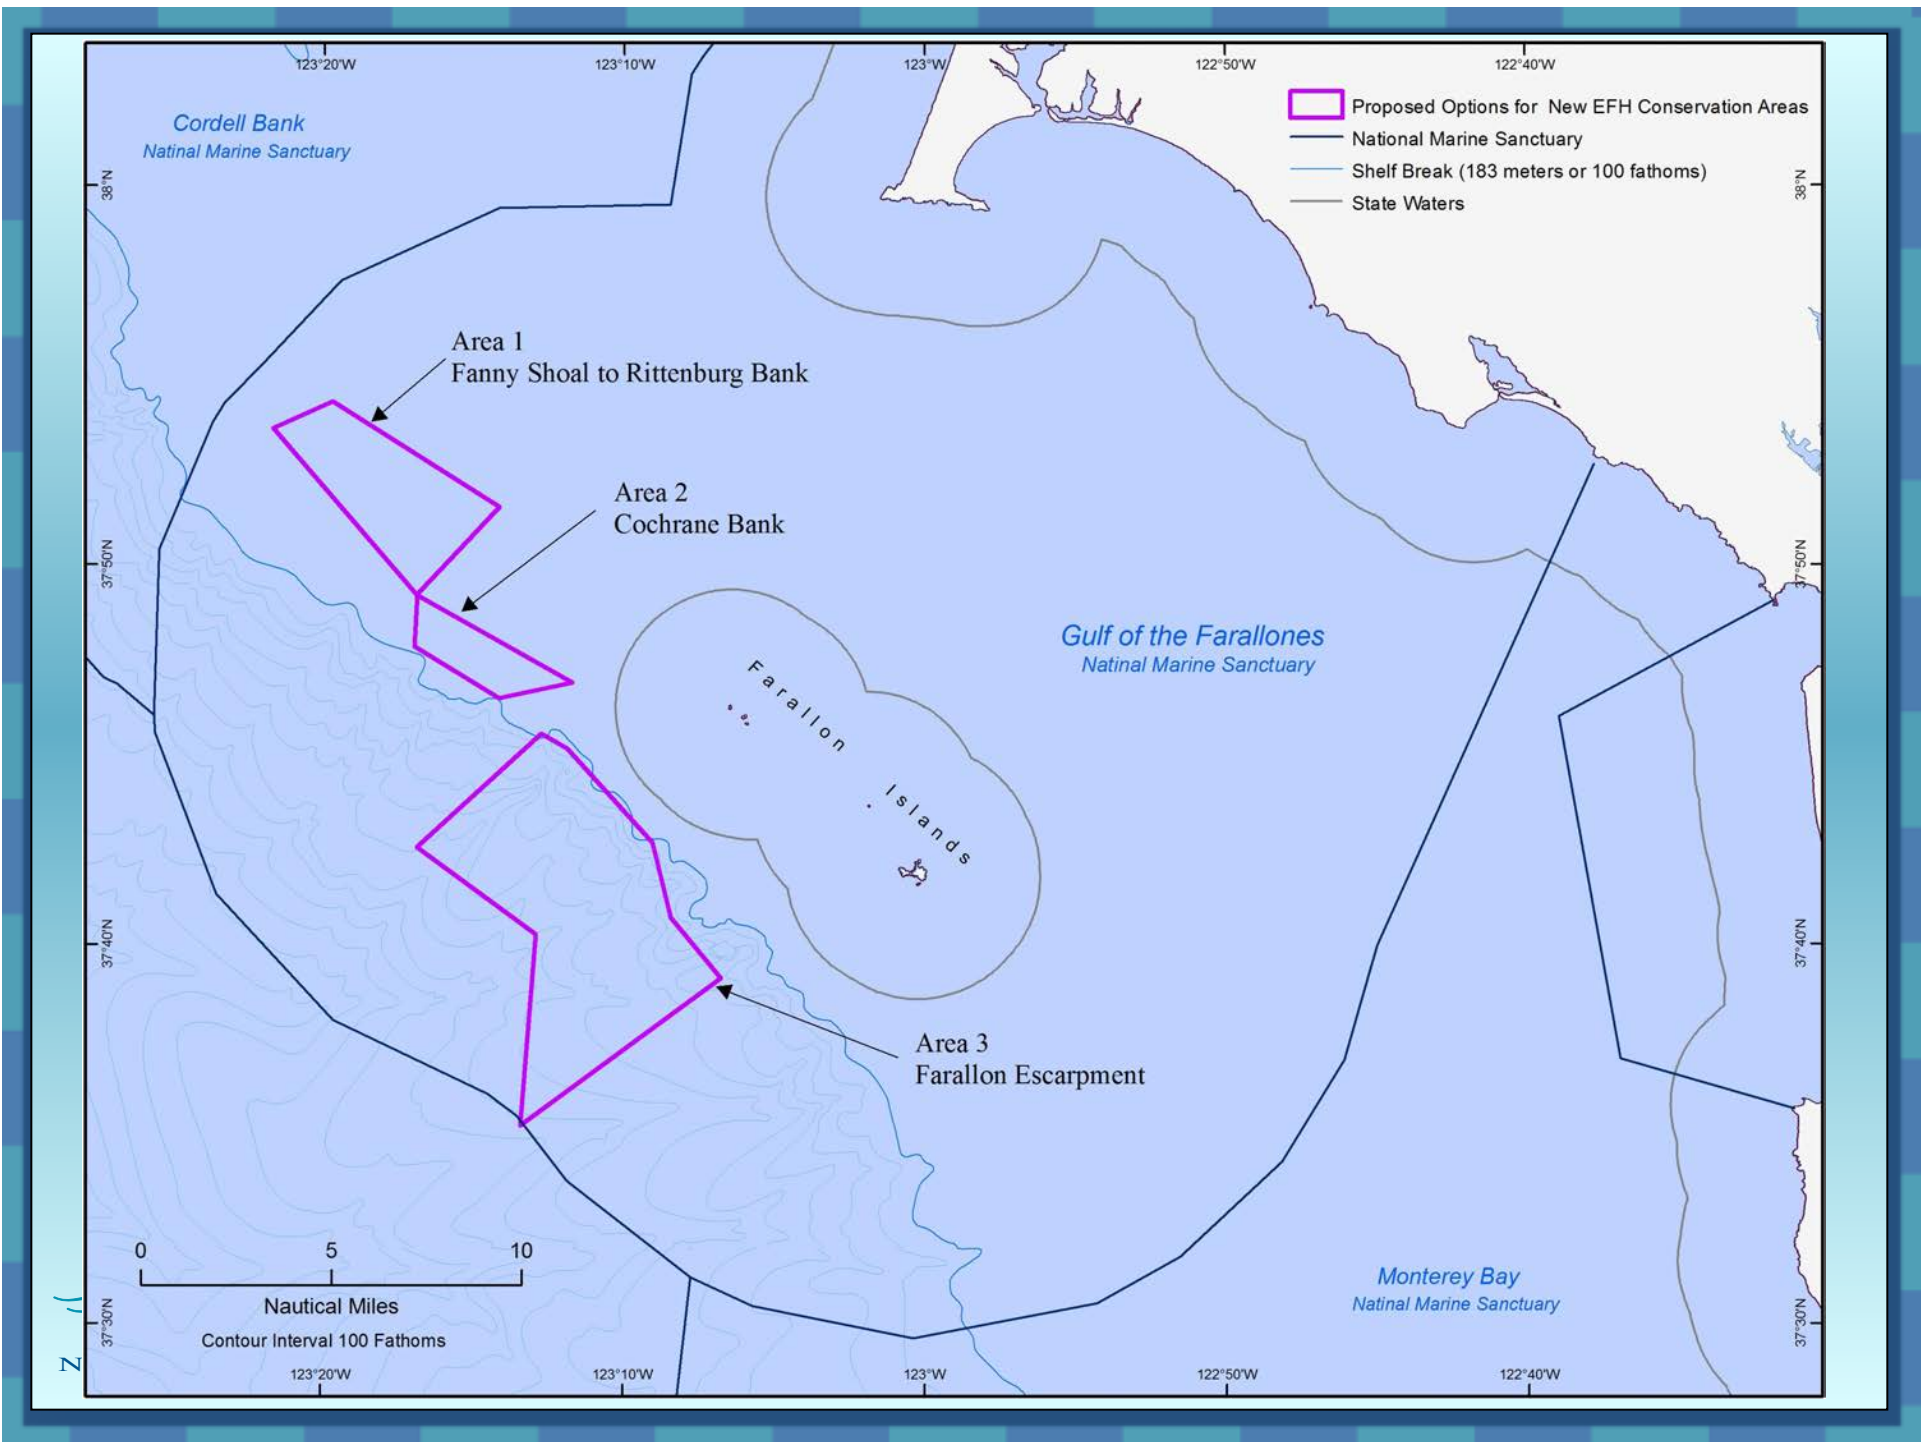 123°20'W
123°10'W
123°W
122°50'W
122°40'W
Cordell Bank
Natinal Marine Sanctuary
Proposed Options for New EFH Conservation Areas
National Marine Sanctuary
Shelf Break (183 meters or 100 fathoms)
State Waters
38°N
38°N
Area 1
Fanny Shoal to Rittenburg Bank
Area 2
Cochrane Bank
37°50'N
37°50'N
Gulf of the Farallones
Natinal Marine Sanctuary
Farallon Islands
37°40'N
37°40'N
Area 3
Farallon Escarpment
0 5 10
Nautical Miles
Contour Interval 100 Fathoms
Monterey Bay
Natinal Marine Sanctuary
37°30'N
37°30'N
123°20'W
123°10'W
123°W
122°50'W
122°40'W